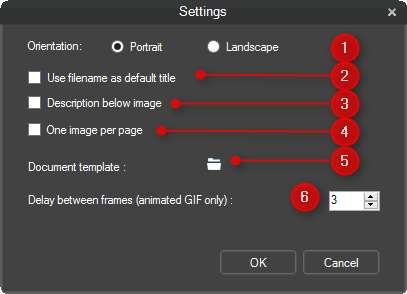 Settings
Orientation: Portrait Landscape 1
Use filename as default title 2
Description below image 3
One image per page 4
Document template : 5
Delay between frames (animated GIF only) : 6 3
OK Cancel